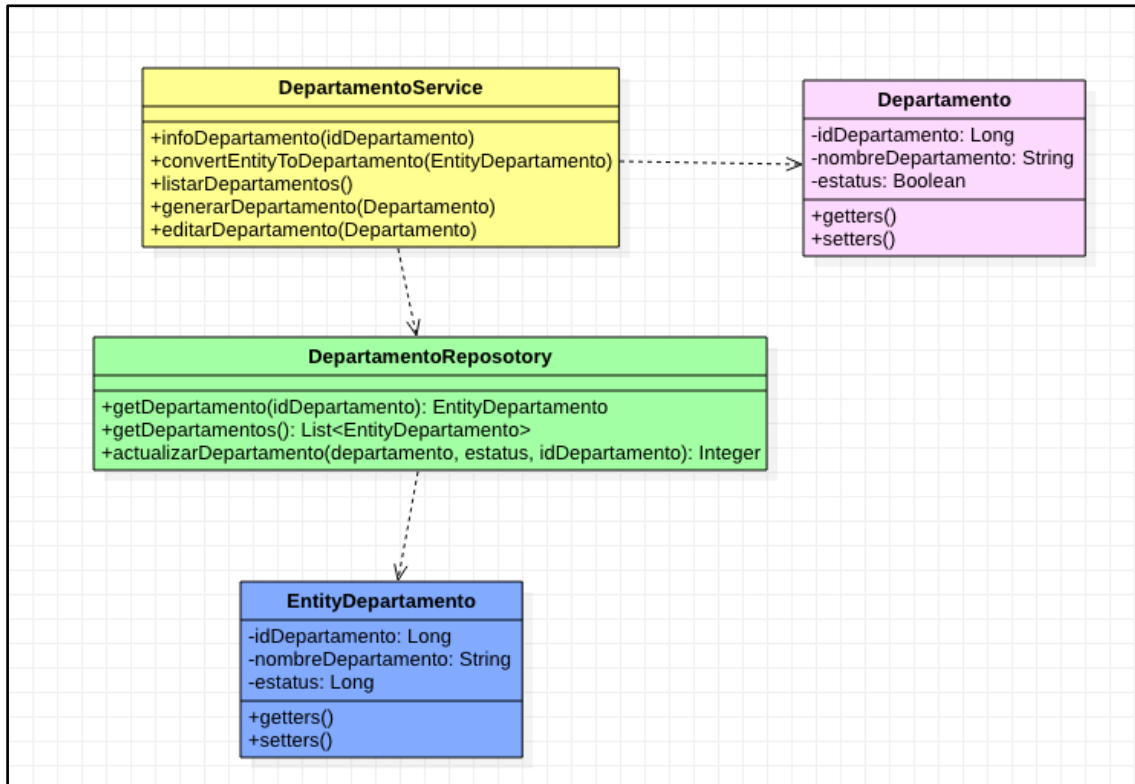 DepartamentoService
+infoDepartamento(idDepartamento)
+convertEntityToDepartamento(EntityDepartamento)
+listarDepartamentos()
+generarDepartamento(Departamento)
+editarDepartamento(Departamento)
Departamento
-idDepartamento: Long
-nombreDepartamento: String
-estatus: Boolean
+getters()
+setters()
DepartamentoReposotory
+getDepartamento(idDepartamento): EntityDepartamento
+getDepartamentos(): List<EntityDepartamento>
+actualizarDepartamento(departamento, estatus, idDepartamento): Integer
EntityDepartamento
-idDepartamento: Long
-nombreDepartamento: String
-estatus: Long
+getters()
+setters()